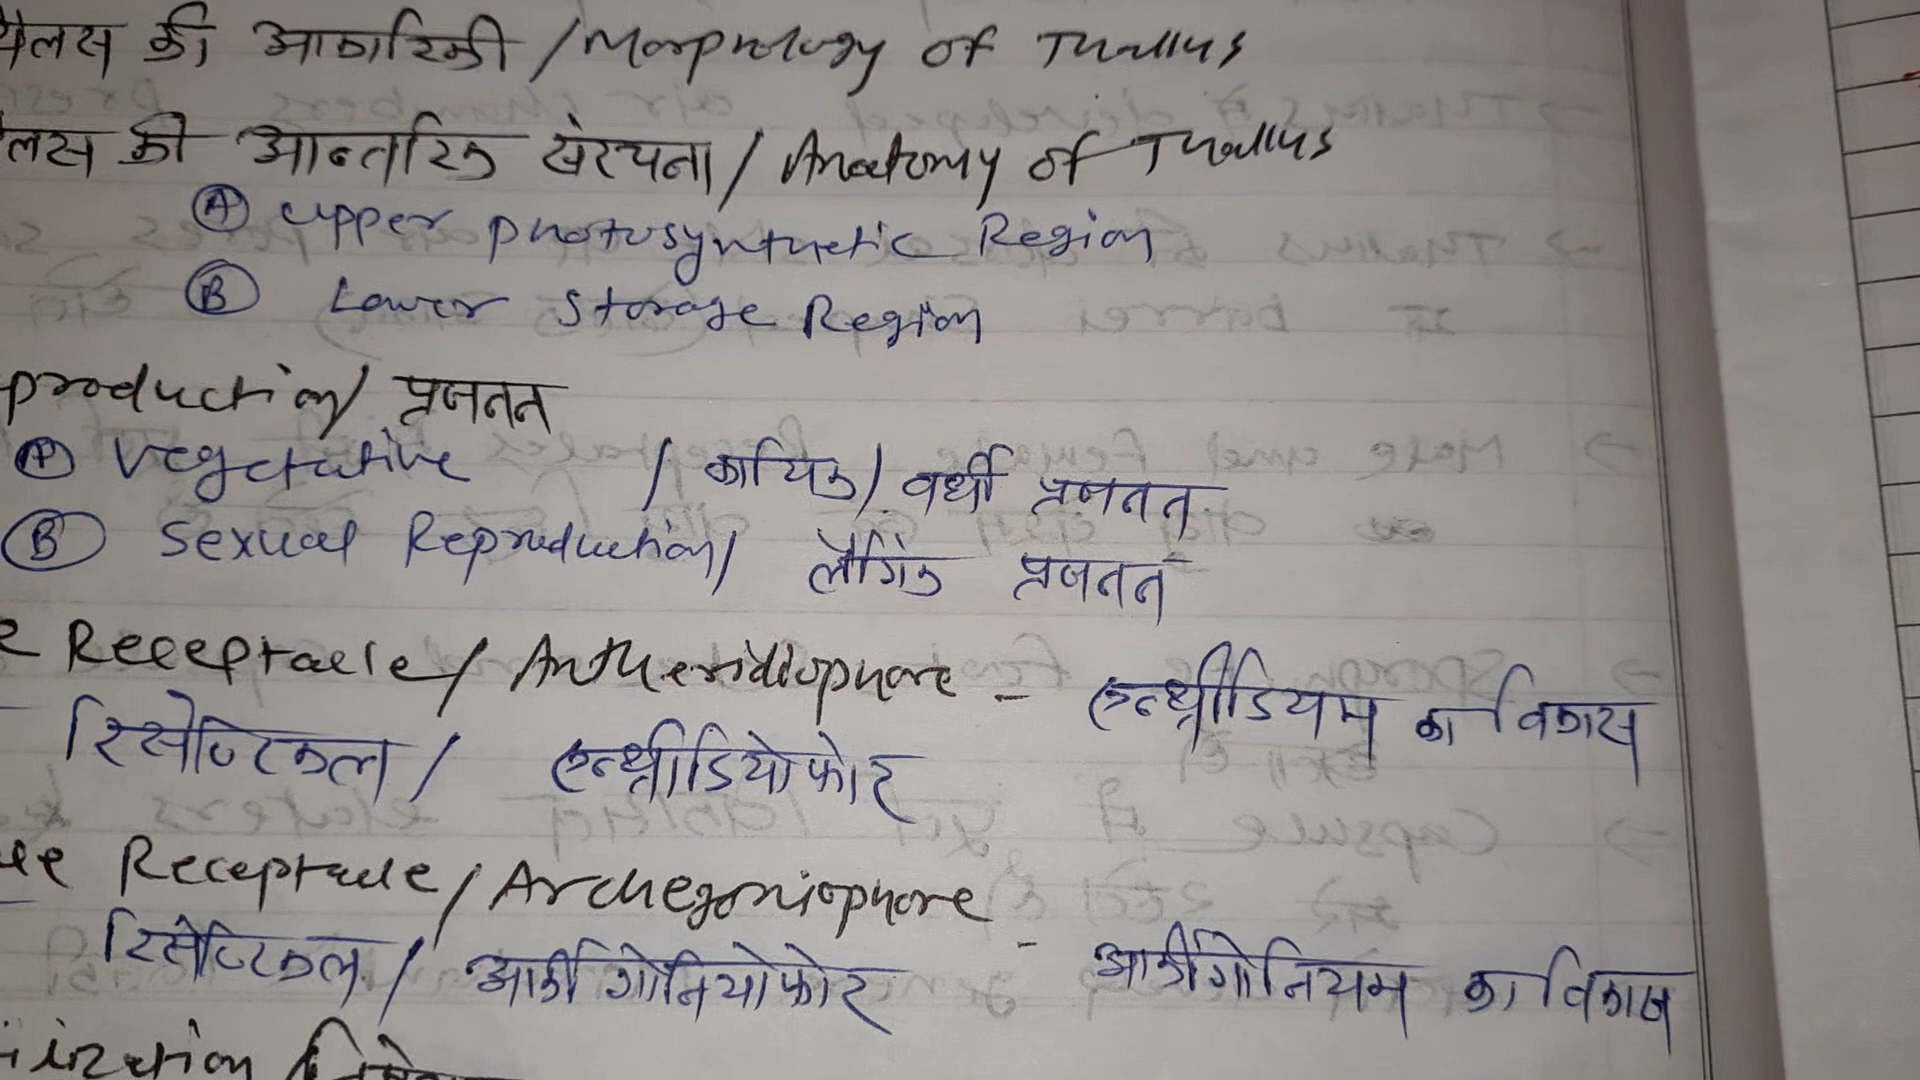 थैलस की आकारिकी / Morphology of Thallus
लस की आन्तरिक संरचना / Anatomy of Thallus
Ⓐ Upper photosynthetic Region
Ⓑ Lower Storage Region
production / प्रजनन
Ⓐ Vegetative / कायिक / वर्धी प्रजनन
Ⓑ Sexual Reproduction / लैंगिक प्रजनन
Receptacle / Antheridiophore - एन्थ्रीडियम का विकास
रिसेप्टिकल / एन्थ्रीडियोफोर
Receptacle / Archegoniophore - आर्कीगोनियम का विकास
रिसेप्टिकल / आर्कीगोनियोफोर